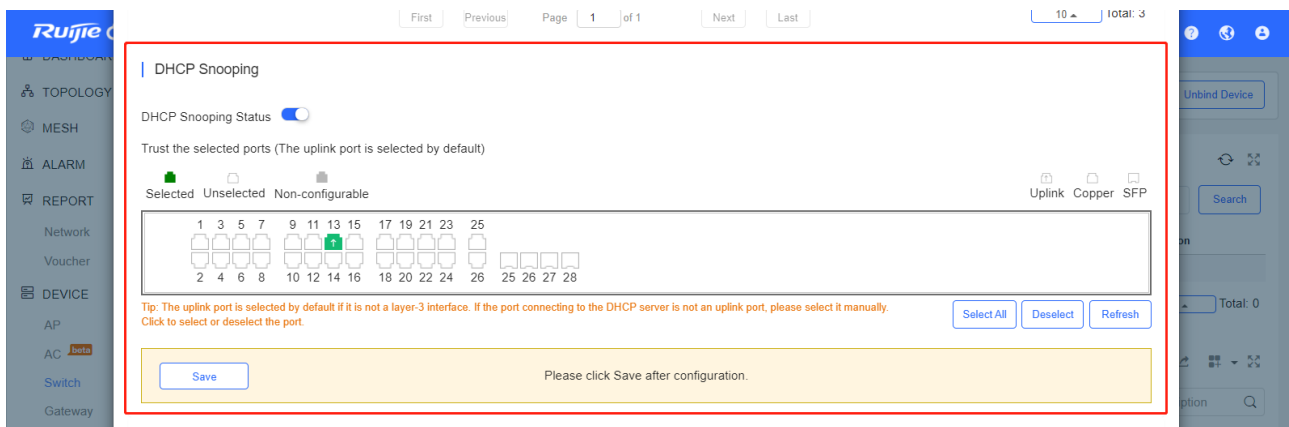 First Previous Page 1 of 1 Next Last 10 Total: 3
Ruijie
DHCP Snooping
TOPOLOGY
Unbind Device
DHCP Snooping Status
MESH
Trust the selected ports (The uplink port is selected by default)
ALARM
Selected Unselected Non-configurable Uplink Copper SFP
REPORT
Search
1 3 5 7 9 11 13 15 17 19 21 23 25
Network
Voucher
2 4 6 8 10 12 14 16 18 20 22 24 26 25 26 27 28
DEVICE
Tip: The uplink port is selected by default if it is not a layer-3 interface. If the port connecting to the DHCP server is not an uplink port, please select it manually.
Click to select or deselect the port.
Select All Deselect Refresh
Total: 0
AP
AC beta
Save Please click Save after configuration.
Switch
Gateway
ption